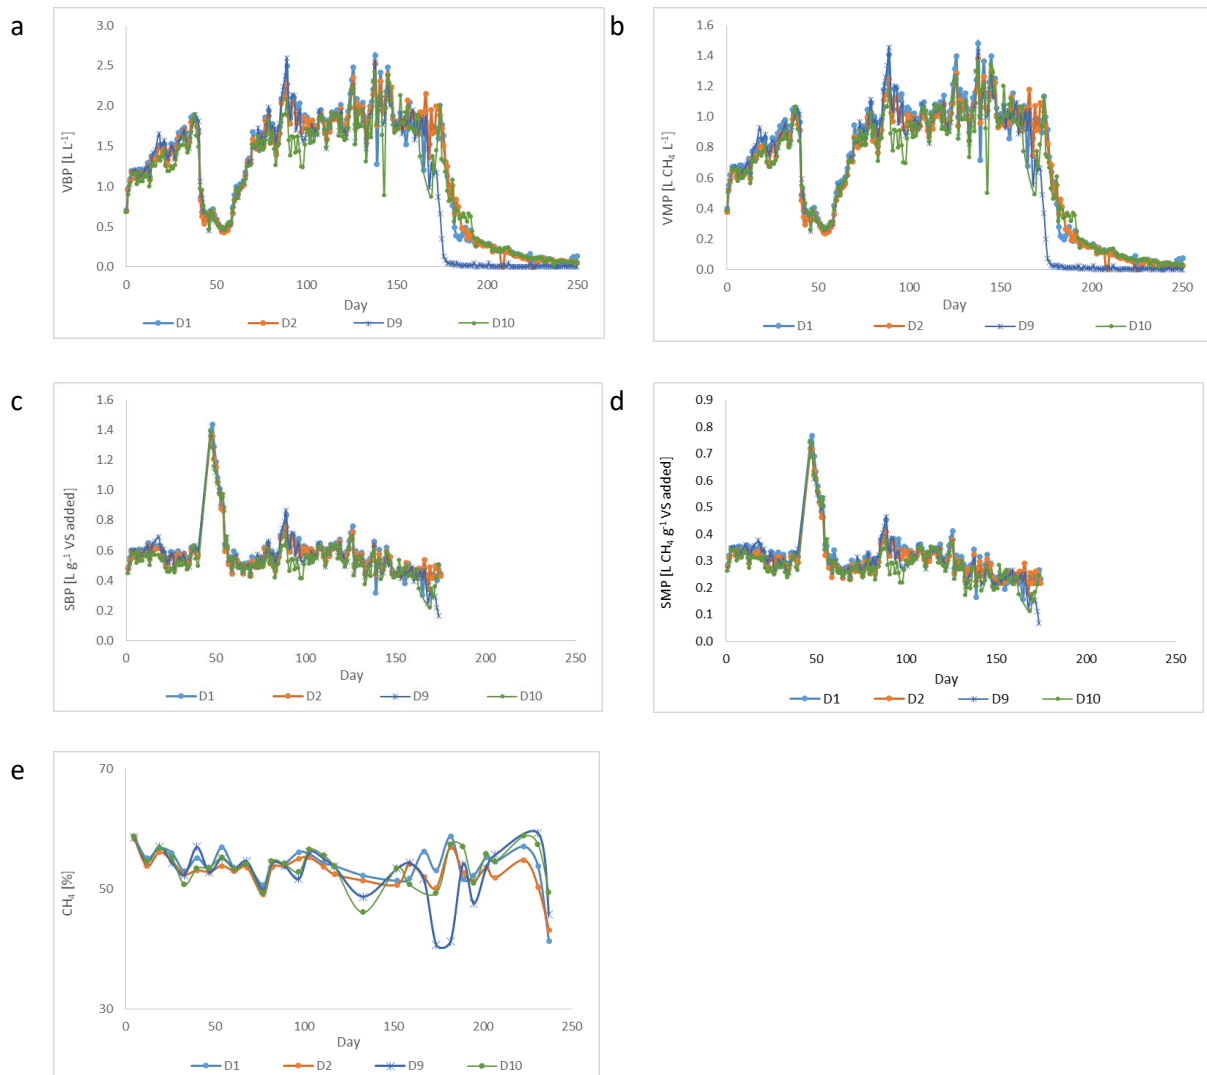 a
VBP [L L-1]
3.0
2.5
2.0
1.5
1.0
0.5
0.0
0 50 100 150 200 250
Day
D1 D2 D9 D10
b
VMP [L CH4 L-1]
1.6
1.4
1.2
1.0
0.8
0.6
0.4
0.2
0.0
0 50 100 150 200 250
Day
D1 D2 D9 D10
c
SBP [L g-1 VS added]
1.6
1.4
1.2
1.0
0.8
0.6
0.4
0.2
0.0
0 50 100 150 200 250
Day
D1 D2 D9 D10
d
SMP [L CH4 g-1 VS added]
0.9
0.8
0.7
0.6
0.5
0.4
0.3
0.2
0.1
0.0
0 50 100 150 200 250
Day
D1 D2 D9 D10
e
CH4 [%]
70
50
30
0 50 100 150 200 250
Day
D1 D2 D9 D10